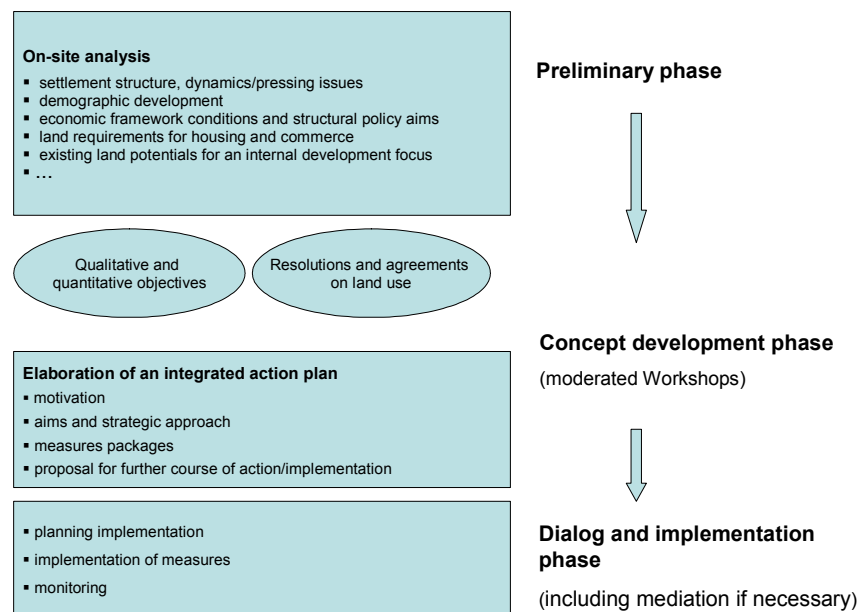 On-site analysis
▪ settlement structure, dynamics/pressing issues
▪ demographic development
▪ economic framework conditions and structural policy aims
▪ land requirements for housing and commerce
▪ existing land potentials for an internal development focus
▪ …
Preliminary phase
Qualitative and
quantitative objectives
Resolutions and agreements
on land use
Concept development phase
(moderated Workshops)
Elaboration of an integrated action plan
▪ motivation
▪ aims and strategic approach
▪ measures packages
▪ proposal for further course of action/implementation
▪ planning implementation
▪ implementation of measures
▪ monitoring
Dialog and implementation
phase
(including mediation if necessary)